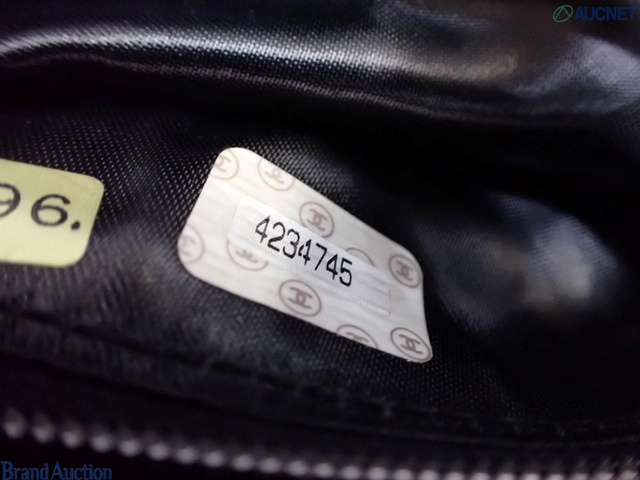 AUCNET
96.
4234745
Brand Auction